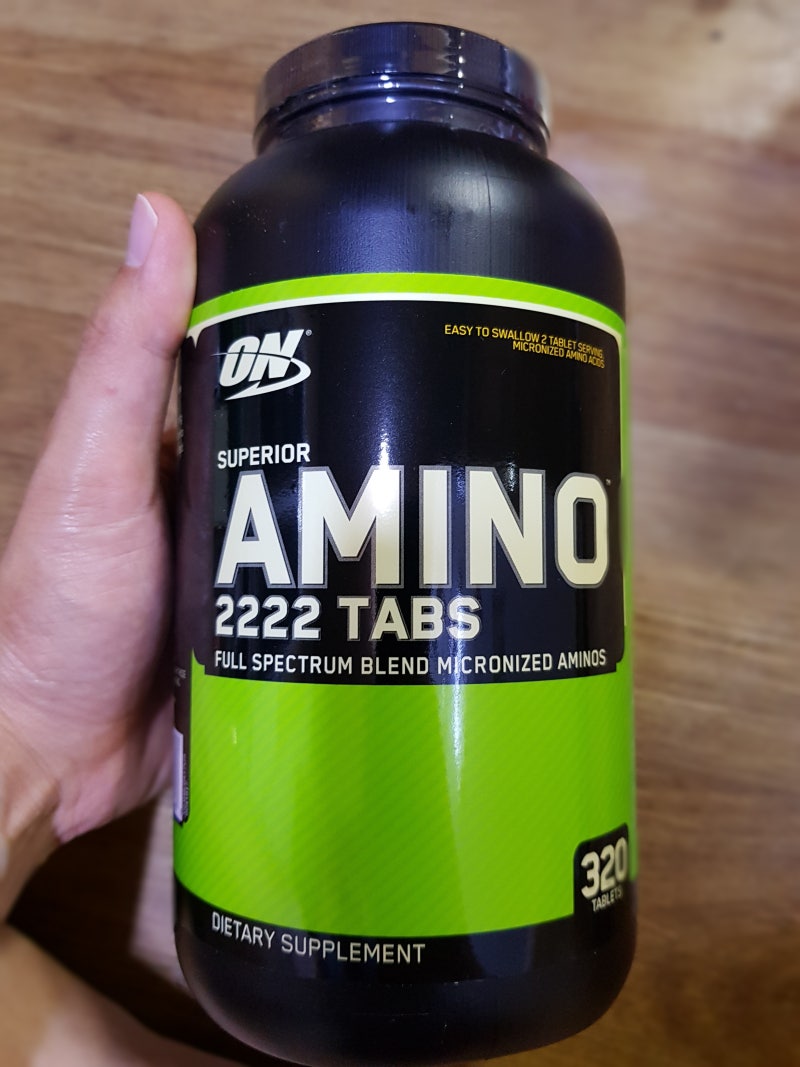 ON®
EASY TO SWALLOW 2 TABLET SERVING,
MICRONIZED AMINO ACIDS
SUPERIOR
AMINO™
2222 TABS
FULL SPECTRUM BLEND MICRONIZED AMINOS
320
TABLETS
DIETARY SUPPLEMENT